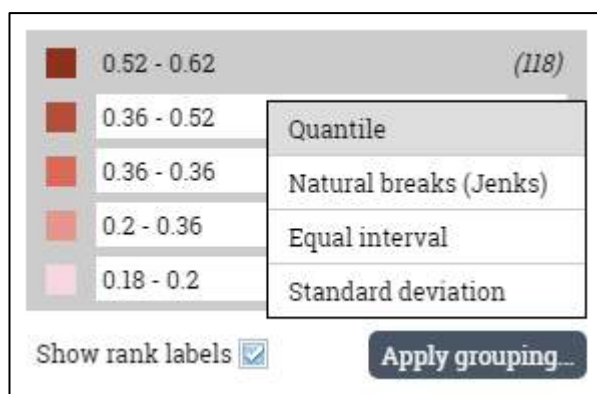 0.52 - 0.62 (118)
0.36 - 0.52
Quantile
0.36 - 0.36
Natural breaks (Jenks)
0.2 - 0.36
Equal interval
0.18 - 0.2
Standard deviation
Show rank labels
Apply grouping...